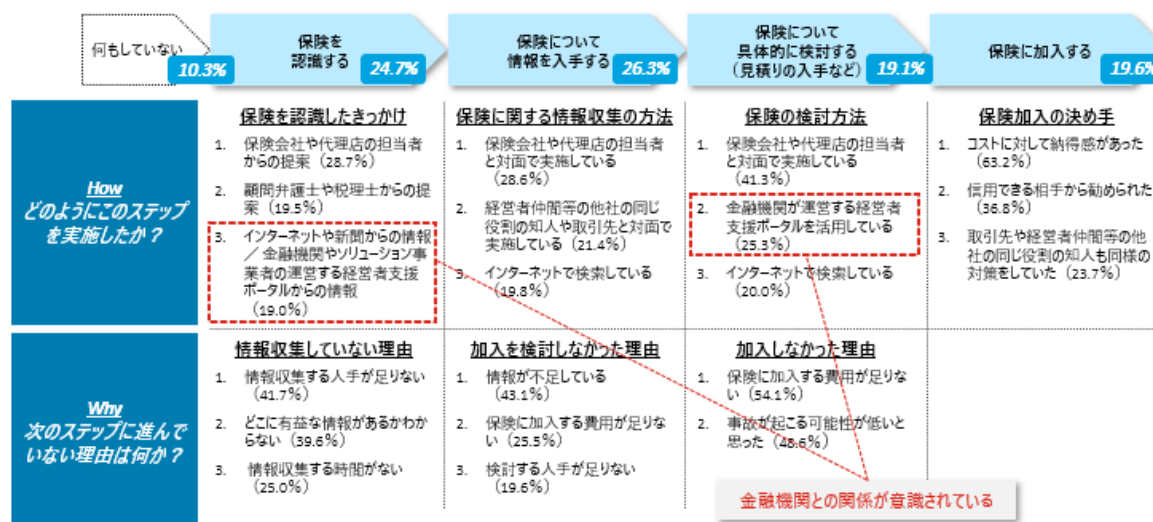 何もしていない
10.3%
保険を
認識する
24.7%
保険について
情報を入手する
26.3%
保険について
具体的に検討する
(見積りの入手など)
19.1%
保険に加入する
19.6%
How
どのようにこのステップ
を実施したか？
保険を認識したきっかけ
1. 保険会社や代理店の担当者
からの提案（28.7%）
2. 顧問弁護士や税理士からの提
案（19.5%）
3. インターネットや新聞からの情報
／金融機関やソリューション事
業者の運営する経営者支援
ポータルからの情報
（19.0%）
保険に関する情報収集の方法
1. 保険会社や代理店の担当者
と対面で実施している
（28.6%）
2. 経営者仲間等の他社の同じ
役割の知人や取引先と対面で
実施している（21.4%）
3. インターネットで検索している
（19.8%）
保険の検討方法
1. 保険会社や代理店の担当者
と対面で実施している
（41.3%）
2. 金融機関が運営する経営者
支援ポータルを活用している
（25.3%）
3. インターネットで検索している
（20.0%）
保険加入の決め手
1. コストに対して納得感があった
（63.2%）
2. 信用できる相手から勧められた
（36.8%）
3. 取引先や経営者仲間等の他
社の同じ役割の知人も同様の
対策をしていた（23.7%）
Why
次のステップに進んで
いない理由は何か？
情報収集していない理由
1. 情報収集する人手が足りない
（41.7%）
2. どこに有益な情報があるかわか
らない（39.6%）
3. 情報収集する時間がない
（25.0%）
加入を検討しなかった理由
1. 情報が不足している
（43.1%）
2. 保険に加入する費用が足りな
い（25.5%）
3. 検討する人手が足りない
（19.6%）
加入しなかった理由
1. 保険に加入する費用が足りな
い（54.1%）
2. 事故が起こる可能性が低いと
思った（48.6%）
金融機関との関係が意識されている